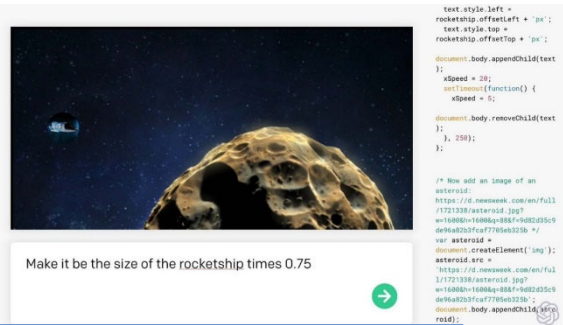 Make it be the size of the rocketship times 0.75
text.style.left =
rocketship.offsetLeft + 'px';
text.style.top =
rocketship.offsetTop + 'px';
document.body.appendChild(text
);
xSpeed = 20;
setTimeout(function() {
xSpeed = 5;
document.body.removeChild(text
);
}, 250);
};
/* Now add an image of an
asteroid:
https://d.newsweek.com/en/full
/1721338/asteroid.jpg?
w=1600&h=1600&q=88&f=9d82d35c9
de96a82b3fcaf7705eb325b */
var asteroid =
document.createElement('img');
asteroid.src =
'https://d.newsweek.com/en/ful
l/1721338/asteroid.jpg?
w=1600&h=1600&q=88&f=9d82d35c9
de96a82b3fcaf7705eb325b';
document.body.appendChild(aste
roid);